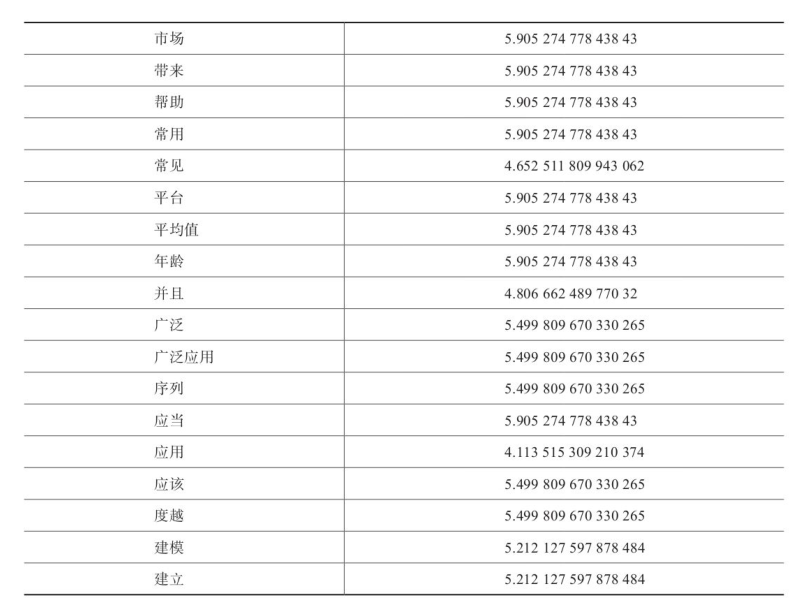 市场 5.905 274 778 438 43
带来 5.905 274 778 438 43
帮助 5.905 274 778 438 43
常用 5.905 274 778 438 43
常见 4.652 511 809 943 062
平台 5.905 274 778 438 43
平均值 5.905 274 778 438 43
年龄 5.905 274 778 438 43
并且 4.806 662 489 770 32
广泛 5.499 809 670 330 265
广泛应用 5.499 809 670 330 265
序列 5.499 809 670 330 265
应当 5.905 274 778 438 43
应用 4.113 515 309 210 374
应该 5.499 809 670 330 265
度越 5.499 809 670 330 265
建模 5.212 127 597 878 484
建立 5.212 127 597 878 484